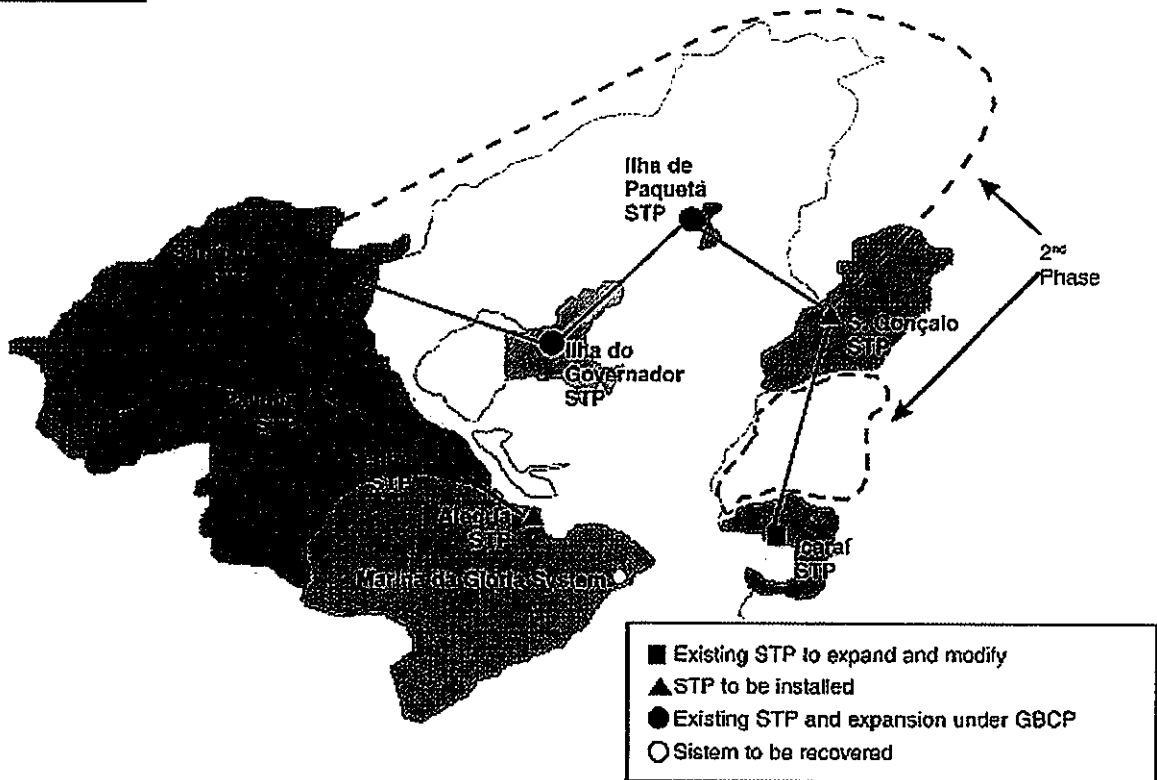 Ilha de
Paquetá
STP
2nd
Phase
S. Gonçalo
STP
Ilha do
Governador
STP
STP
Alegria
STP
Marina da Glória System
Icaraí
STP
■ Existing STP to expand and modify
▲ STP to be installed
● Existing STP and expansion under GBCP
○ Sistem to be recovered